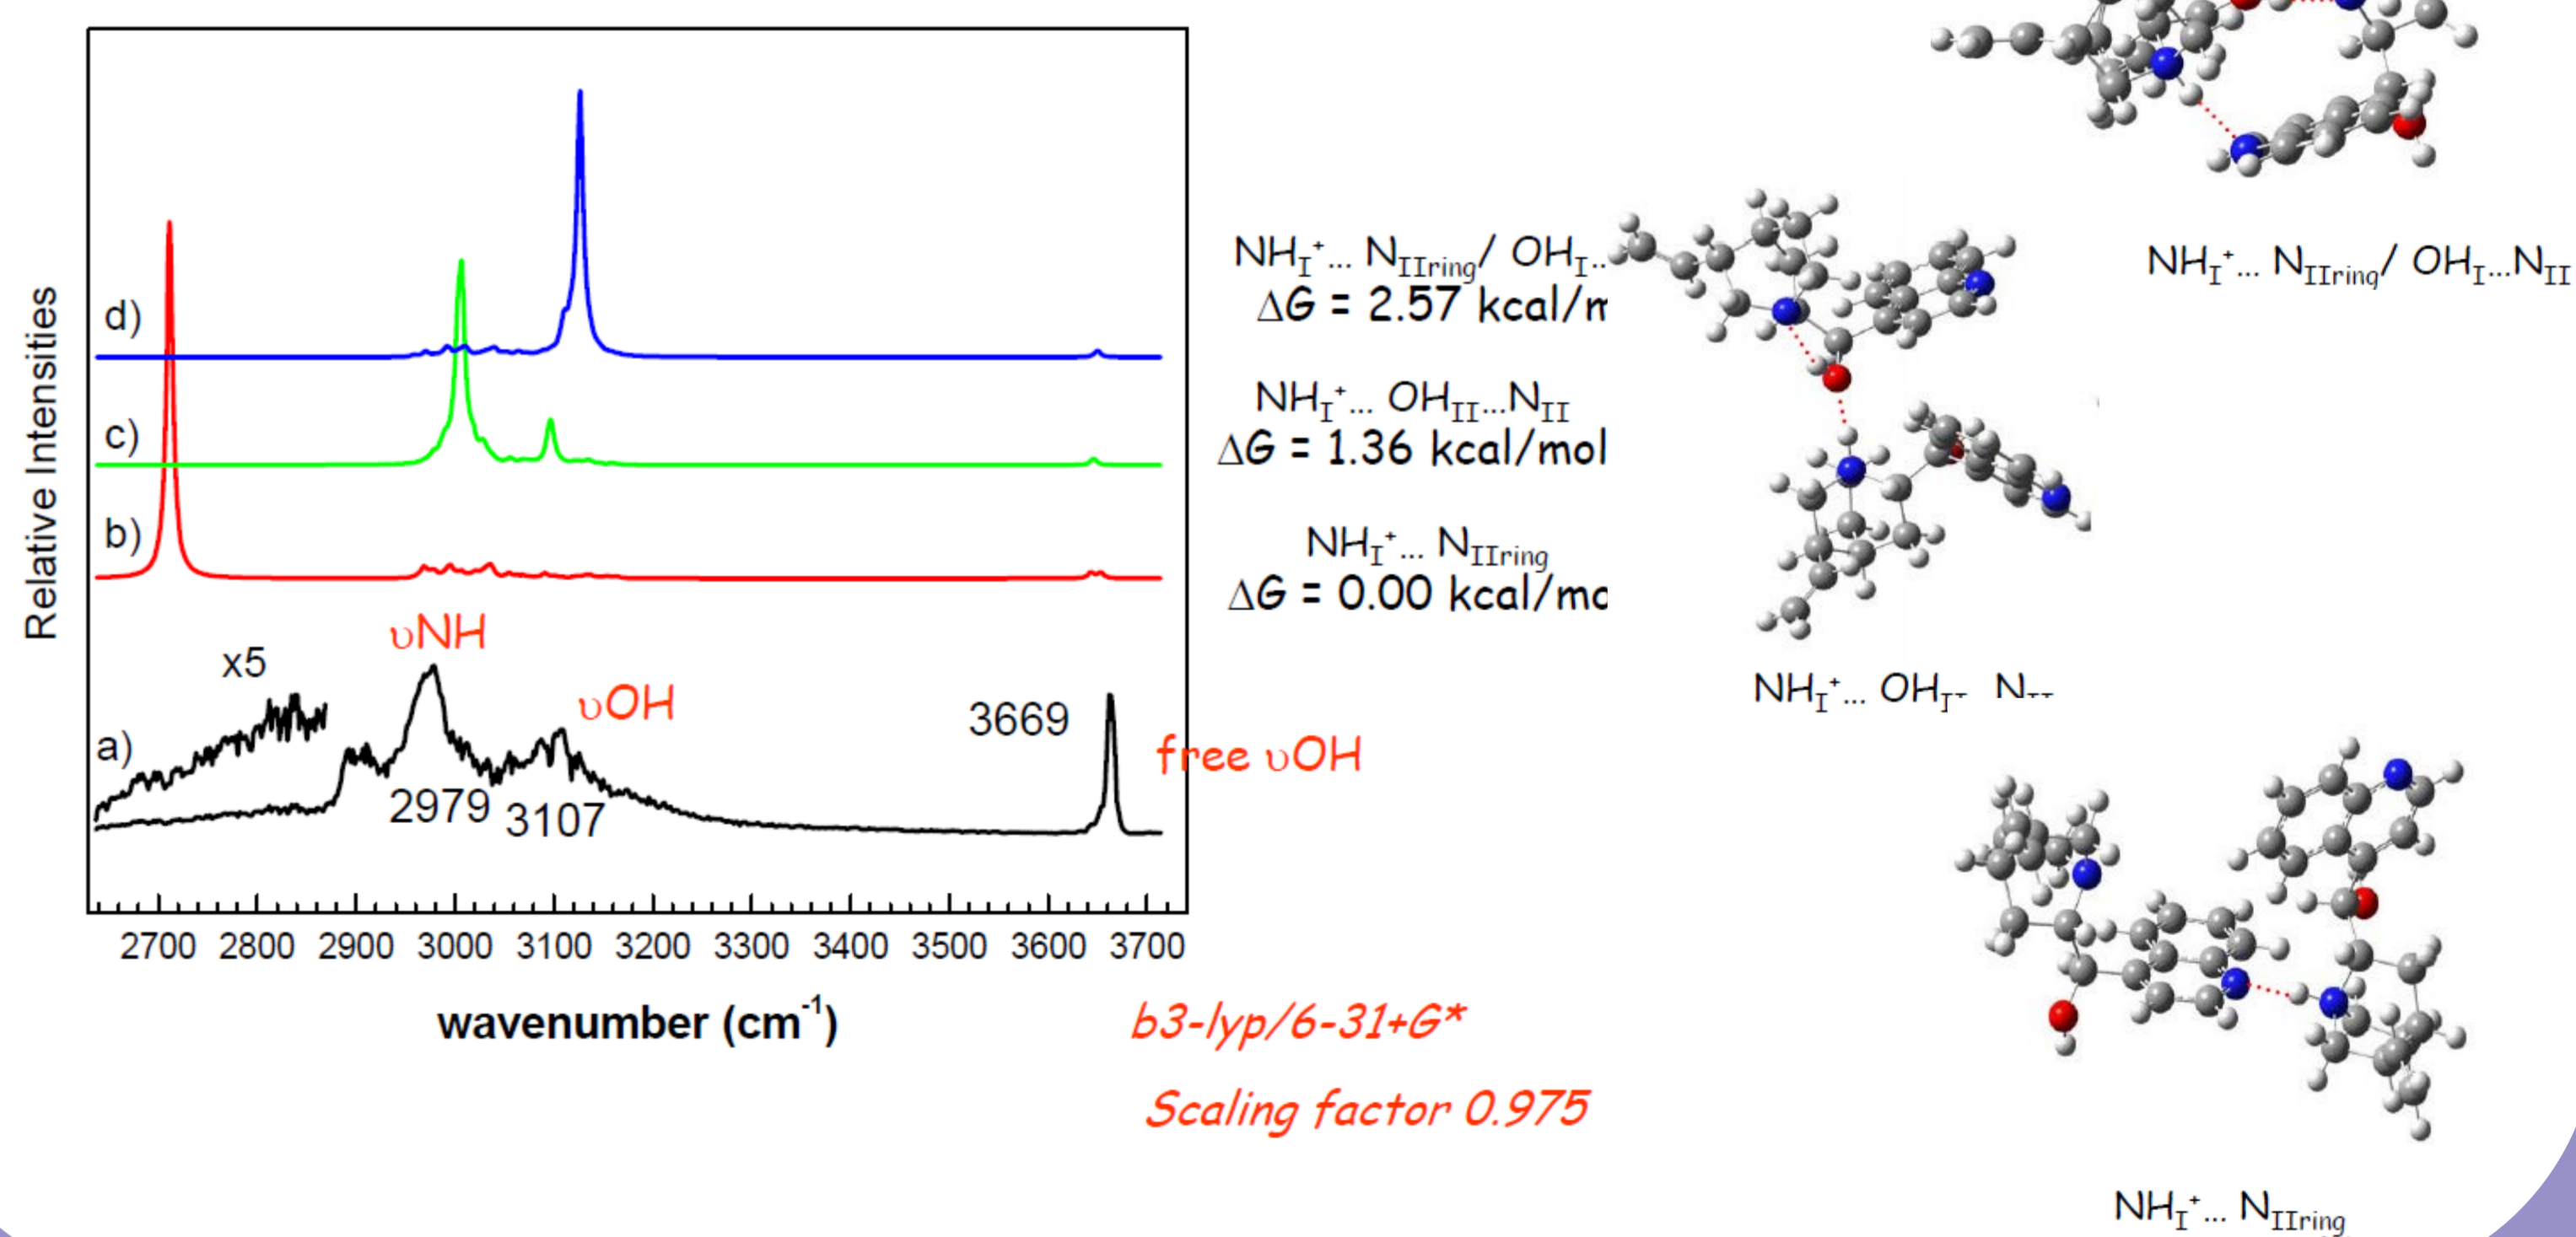 Relative Intensities
d)
c)
b)
a)
x5
υNH
υOH
2979
3107
3669
free υOH
2700 2800 2900 3000 3100 3200 3300 3400 3500 3600 3700
wavenumber (cm-1)
NHI+... NIIring/ OHI..
ΔG = 2.57 kcal/m
NHI+... OHII...NII
ΔG = 1.36 kcal/mol
NHI+... NIIring
ΔG = 0.00 kcal/mo
b3-lyp/6-31+G*
Scaling factor 0.975
NHI+... NIIring/ OHI...NII
NHI+... 
NHI+... NIIring